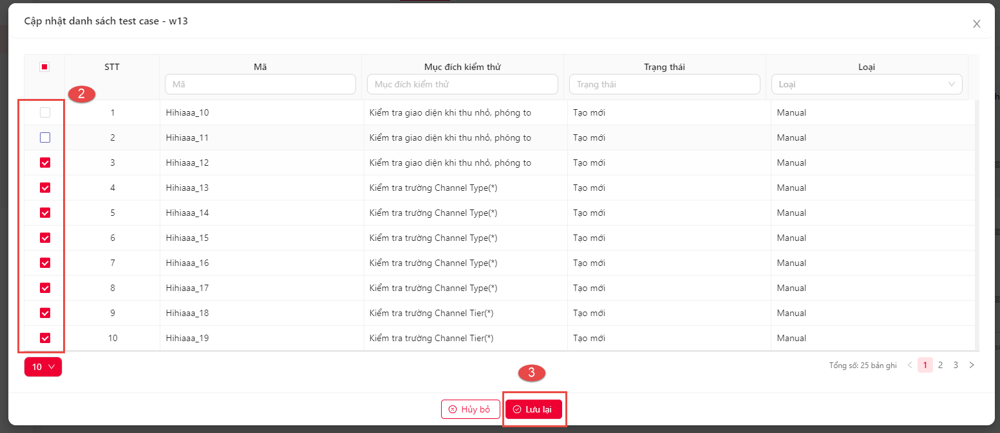 Cập nhật danh sách test case - w13
STT Mã Mục đích kiểm thử Trạng thái Loại
Mã Mục đích kiểm thử Trạng thái Loại
2
1 Hihiaaa_10 Kiểm tra giao diện khi thu nhỏ, phóng to Tạo mới Manual
2 Hihiaaa_11 Kiểm tra giao diện khi thu nhỏ, phóng to Tạo mới Manual
3 Hihiaaa_12 Kiểm tra giao diện khi thu nhỏ, phóng to Tạo mới Manual
4 Hihiaaa_13 Kiểm tra trường Channel Type(*) Tạo mới Manual
5 Hihiaaa_14 Kiểm tra trường Channel Type(*) Tạo mới Manual
6 Hihiaaa_15 Kiểm tra trường Channel Type(*) Tạo mới Manual
7 Hihiaaa_16 Kiểm tra trường Channel Type(*) Tạo mới Manual
8 Hihiaaa_17 Kiểm tra trường Channel Type(*) Tạo mới Manual
9 Hihiaaa_18 Kiểm tra trường Channel Tier(*) Tạo mới Manual
10 Hihiaaa_19 Kiểm tra trường Channel Tier(*) Tạo mới Manual
10 Tổng số: 25 bản ghi < 1 2 3 >
3
Hủy bỏ Lưu lại